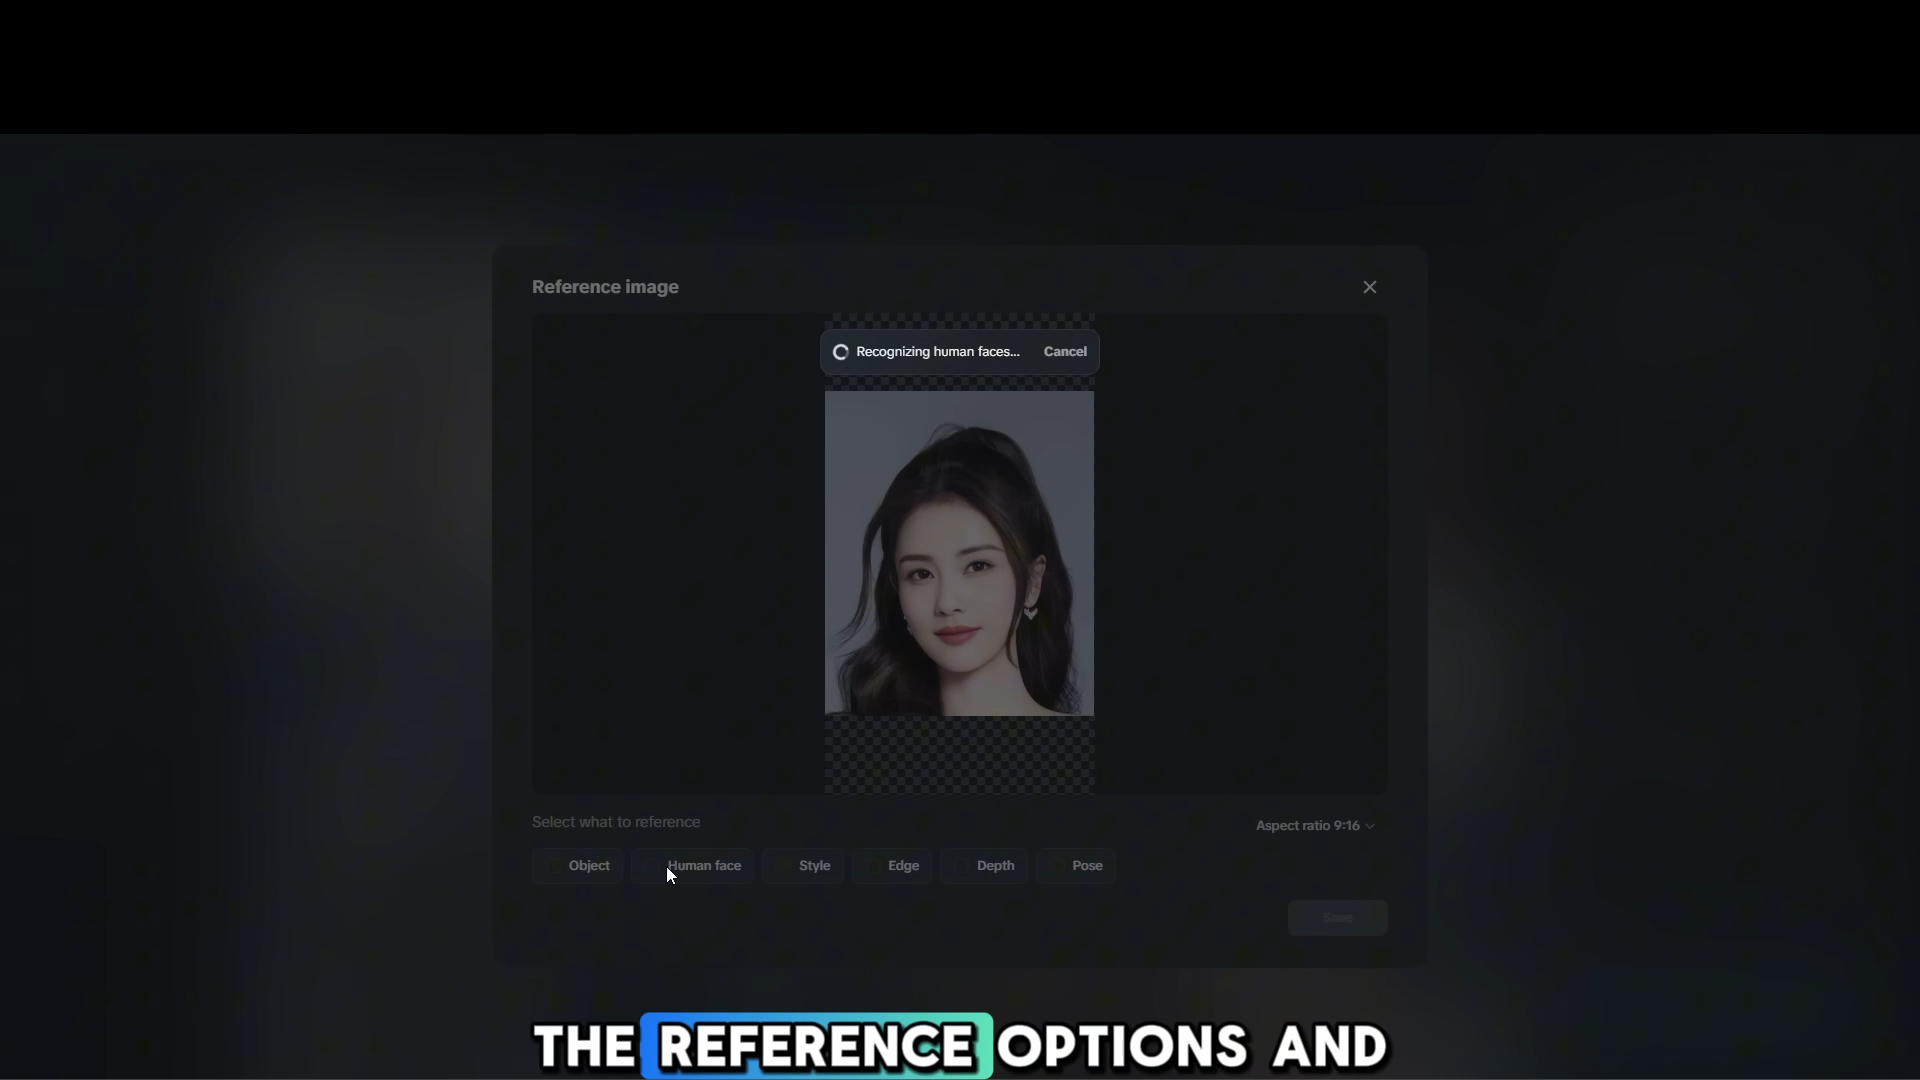 Reference image
Recognizing human faces... Cancel
Select what to reference
Aspect ratio 9:16
Object Human face Style Edge Depth Pose
Save
THE REFERENCE OPTIONS AND